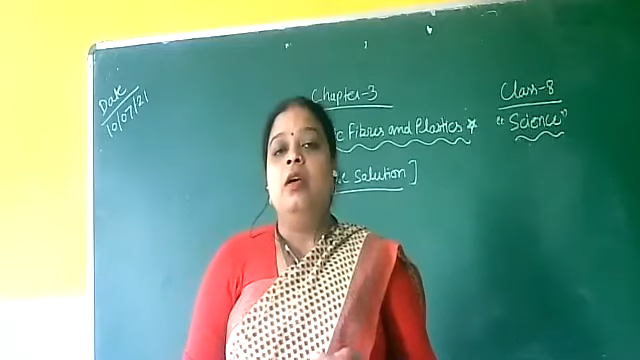 Date
10/07/21
Chapter-3
Class-8
Fibres and Plastics *
"Science"
Solution]